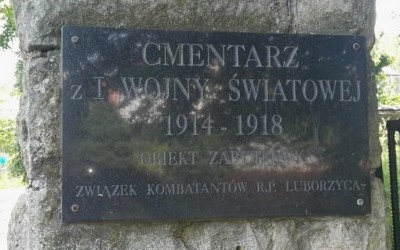 CMENTARZ
z I WOJNY ŚWIATOWEJ
1914 - 1918
OBIEKT ZABYTKOWY
ZWIĄZEK KOMBATANTÓW R.P. LUBORZYCA